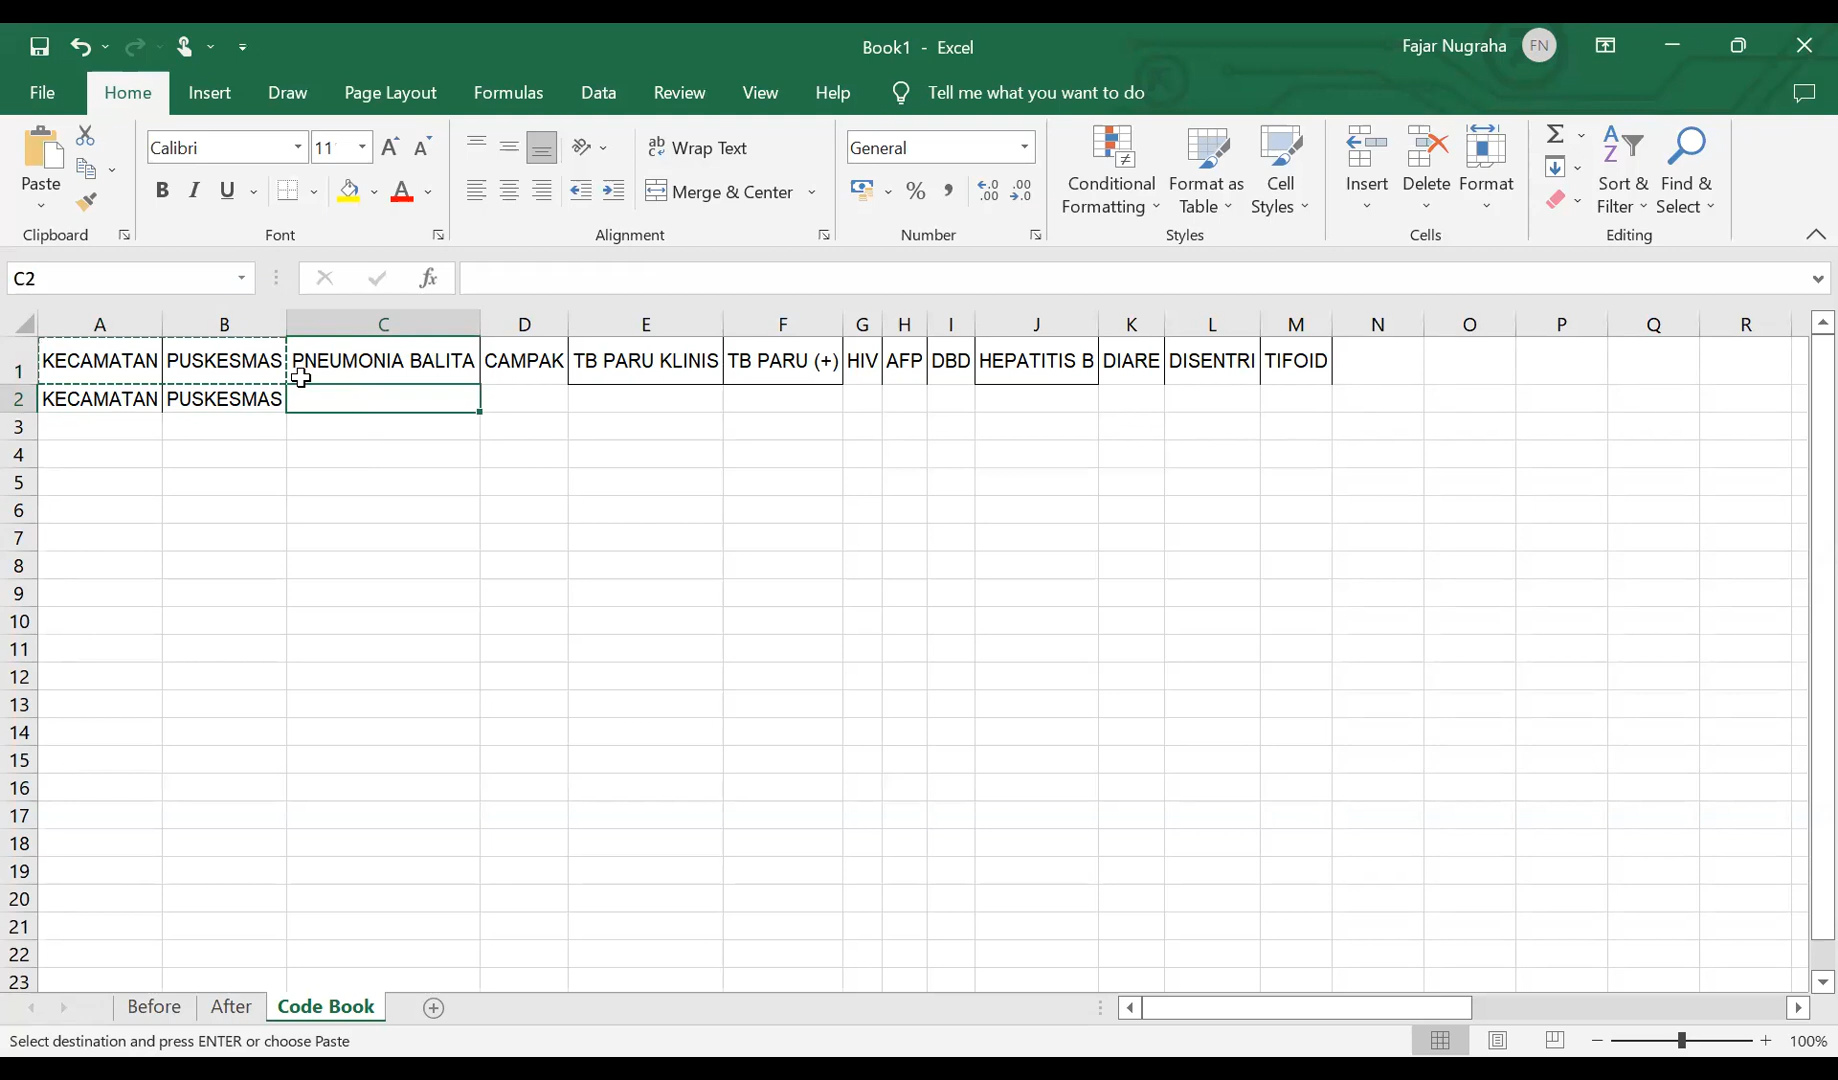 Book1 - Excel
Fajar Nugraha FN
File Home Insert Draw Page Layout Formulas Data Review View Help Tell me what you want to do
Paste
Clipboard
Calibri 11
B I U A
Font
ab Wrap Text
Merge & Center
Alignment
General
% 9 .00
Number
Conditional Formatting
Format as Table
Cell Styles
Styles
Insert Delete Format
Cells
Sort & Filter
Find & Select
Editing
C2
fx
A B C D E F G H I J K L M N O P Q R
1 KECAMATAN PUSKESMAS PNEUMONIA BALITA CAMPAK TB PARU KLINIS TB PARU (+) HIV AFP DBD HEPATITIS B DIARE DISENTRI TIFOID
2 KECAMATAN PUSKESMAS
3
4
5
6
7
8
9
10
11
12
13
14
15
16
17
18
19
20
21
22
23
Before After Code Book
Select destination and press ENTER or choose Paste
100%